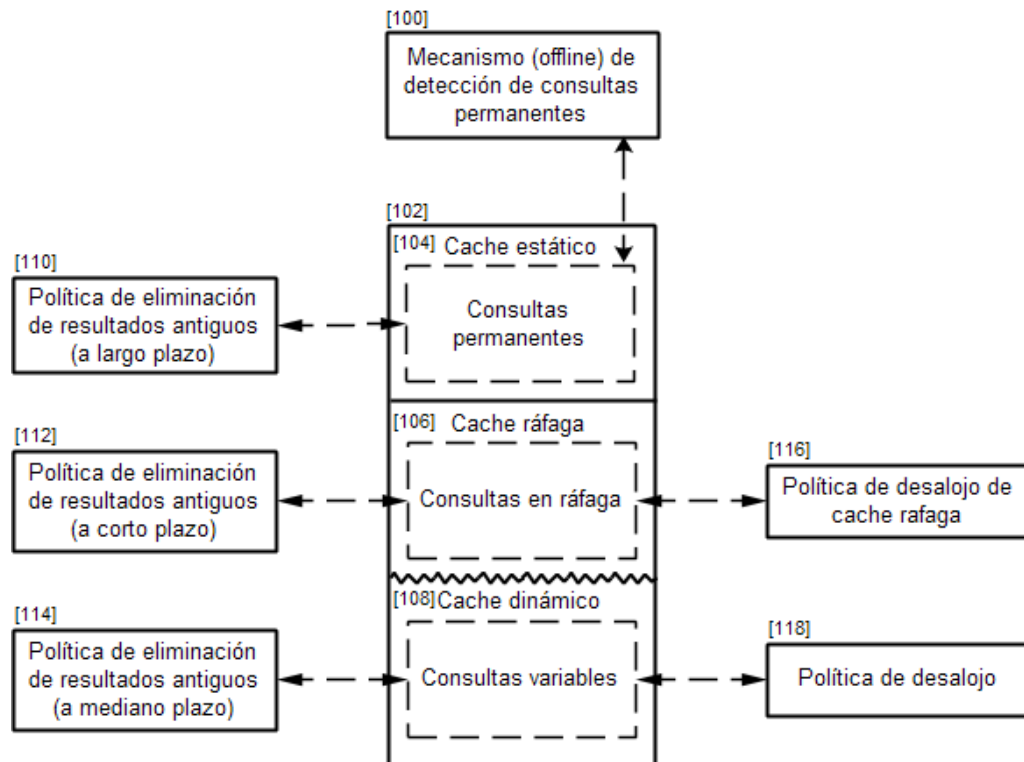 [100]
Mecanismo (offline) de
detección de consultas
permanentes
[102]
[104] Cache estático
Consultas
permanentes
[110]
Política de eliminación
de resultados antiguos
(a largo plazo)
[106] Cache ráfaga
Consultas en ráfaga
[112]
Política de eliminación
de resultados antiguos
(a corto plazo)
[116]
Política de desalojo de
cache rafaga
[108] Cache dinámico
Consultas variables
[114]
Política de eliminación
de resultados antiguos
(a mediano plazo)
[118]
Política de desalojo